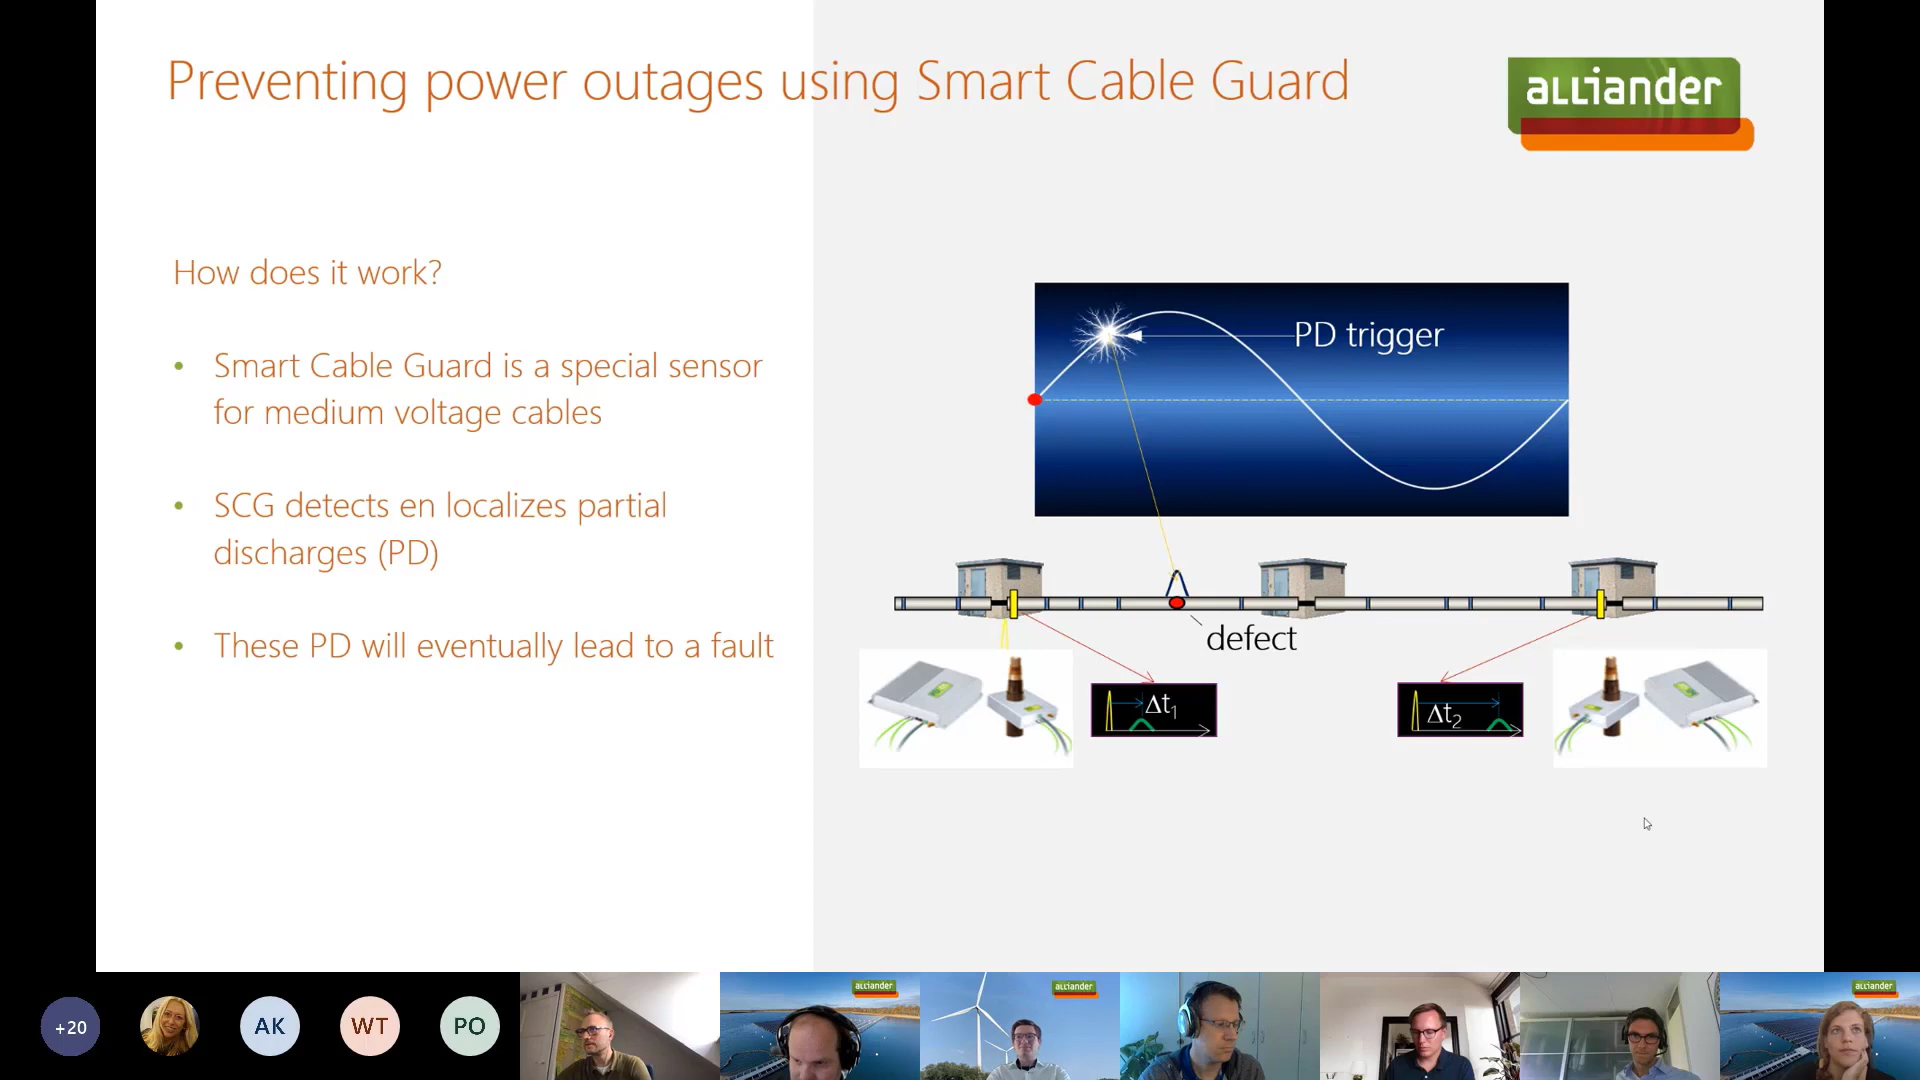 Preventing power outages using Smart Cable Guard
alliander
How does it work?
• Smart Cable Guard is a special sensor
for medium voltage cables
• SCG detects en localizes partial
discharges (PD)
• These PD will eventually lead to a fault
PD trigger
defect
Δt1
Δt2
+20
AK
WT
PO
alliander
alliander
alliander